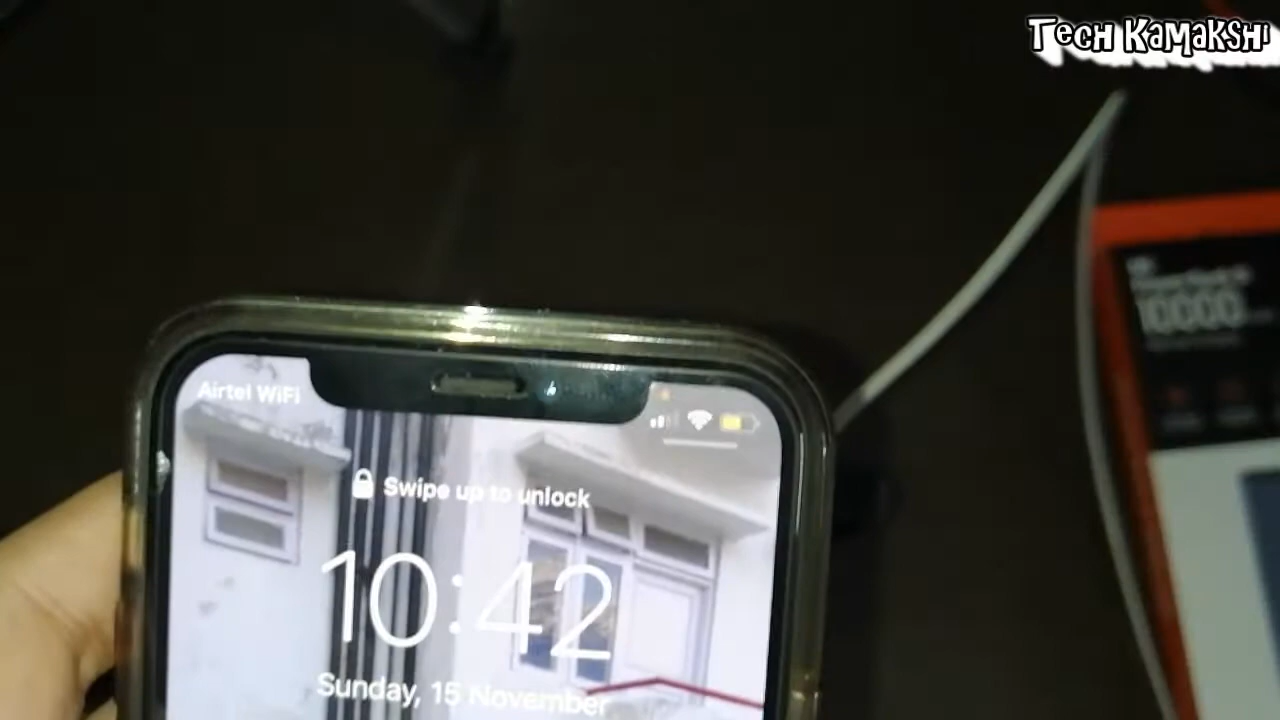 Tech Kamakshi
Airtel WiFi
Swipe up to unlock
10:42
Sunday, 15 November
10000